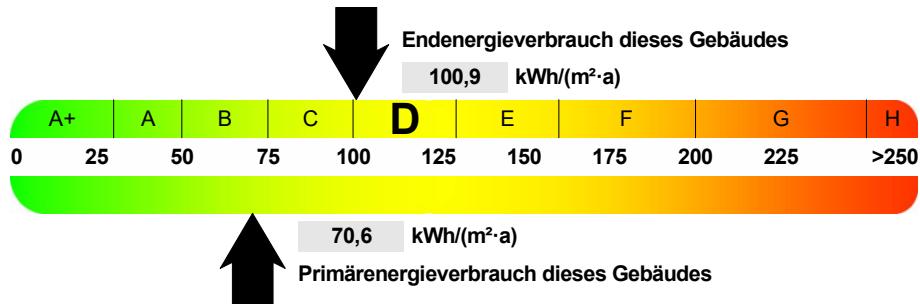 Endenergieverbrauch dieses Gebäudes
100,9 kWh/(m²·a)
A+ A B C D E F G H
0 25 50 75 100 125 150 175 200 225 >250
70,6 kWh/(m²·a)
Primärenergieverbrauch dieses Gebäudes